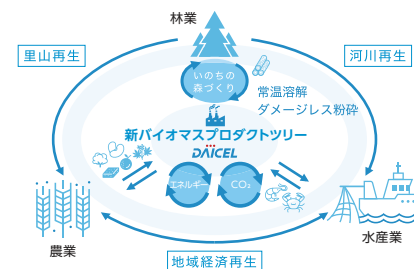 林業
里山再生
河川再生
いのちの
森づくり
常温溶解
ダメージレス粉砕
新バイオマスプロダクトツリー
DAICEL
エネルギー
CO₂
農業
水産業
地域経済再生